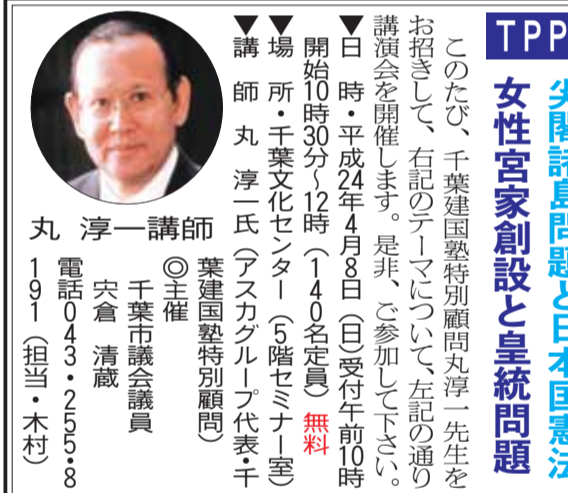 TPP
尖閣諸島問題と日本国憲法
女性宮家創設と皇統問題
このたび、千葉建国塾特別顧問丸淳一先生を
お招きして、右記のテーマについて、左記の通り
講演会を開催します。是非、ご参加して下さい。
▼日　時・平成24年4月8日（日）受付午前10時
開始10時30分～12時（140名定員）無料
▼場　所・千葉文化センター（5階セミナー室）
▼講　師　丸　淳一氏（アスカグループ代表・千
葉建国塾特別顧問）
◎主催
千葉市議会議員
宍倉　清蔵
電話043・255・8
191（担当・木村）
丸　淳一講師